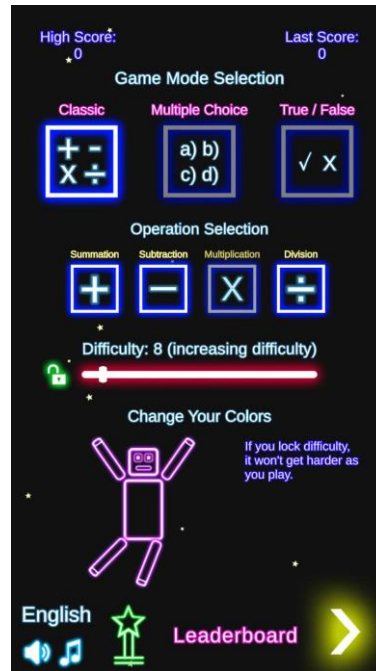 High Score:
0
Last Score:
0
Game Mode Selection
Classic
Multiple Choice
True / False
+ -
X ÷
a) b)
c) d)
√ X
Operation Selection
Summation
Subtraction
Multiplication
Division
+
−
X
÷
Difficulty: 8 (increasing difficulty)
Change Your Colors
If you lock difficulty,
it won't get harder as
you play.
English
Leaderboard